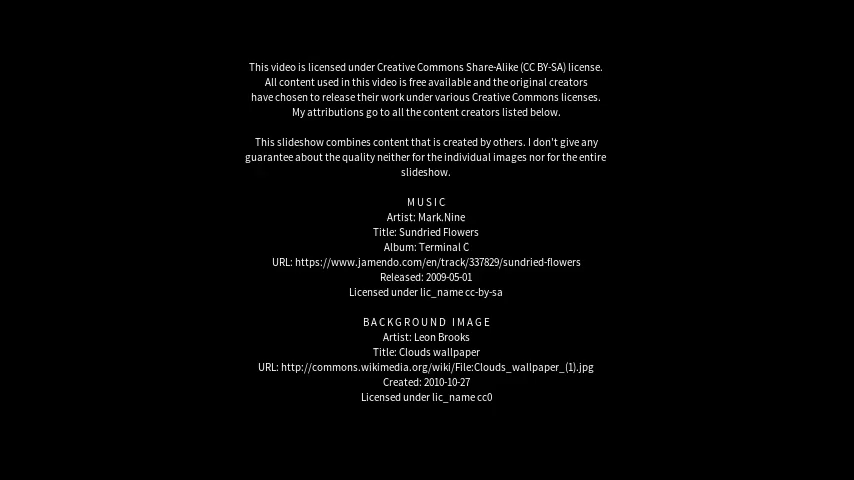 This video is licensed under Creative Commons Share-Alike (CC BY-SA) license.
All content used in this video is free available and the original creators
have chosen to release their work under various Creative Commons licenses.
My attributions go to all the content creators listed below.
This slideshow combines content that is created by others. I don't give any
guarantee about the quality neither for the individual images nor for the entire
slideshow.
M U S I C
Artist: Mark.Nine
Title: Sundried Flowers
Album: Terminal C
URL: https://www.jamendo.com/en/track/337829/sundried-flowers
Released: 2009-05-01
Licensed under lic_name cc-by-sa
B A C K G R O U N D   I M A G E
Artist: Leon Brooks
Title: Clouds wallpaper
URL: http://commons.wikimedia.org/wiki/File:Clouds_wallpaper_(1).jpg
Created: 2010-10-27
Licensed under lic_name cc0